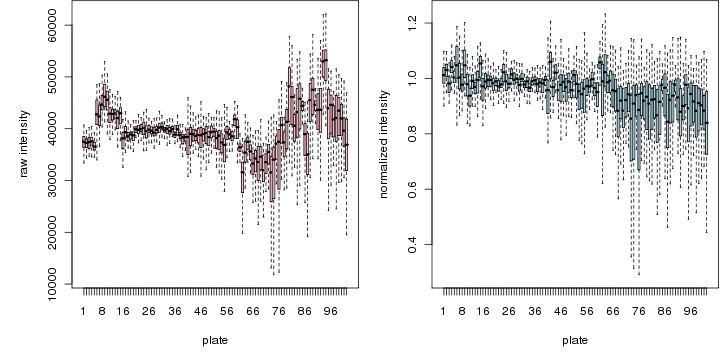 raw intensity
60000
50000
40000
30000
20000
10000
1 8 16 26 36 46 56 66 76 86 96
plate
normalized intensity
1.2
1.0
0.8
0.6
0.4
1 8 16 26 36 46 56 66 76 86 96
plate